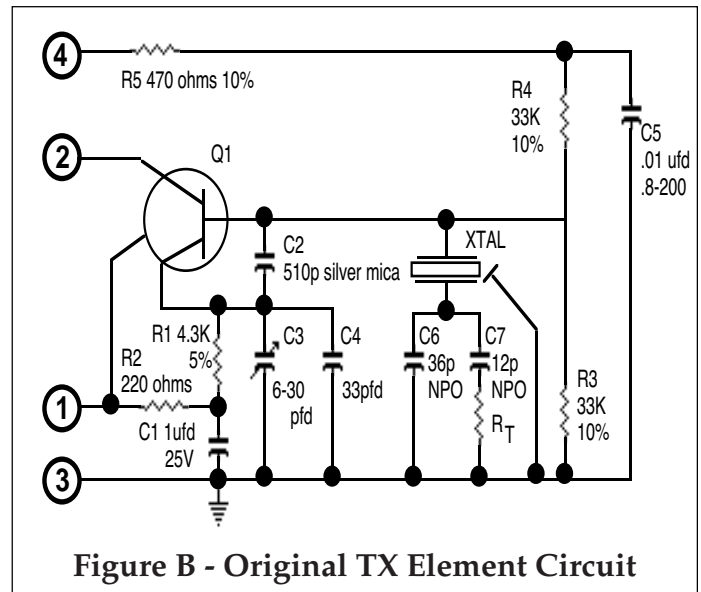 4
R5 470 ohms 10%
R4
33K
10%
C5
.01 ufd
.8-200
2
Q1
XTAL
C2
510p silver mica
R1 4.3K
5%
C3
6-30
pfd
C4
33pfd
C6
36p
NPO
C7
12p
NPO
R2
220 ohms
R3
33K
10%
RT
1
C1 1ufd
25V
3
Figure B - Original TX Element Circuit